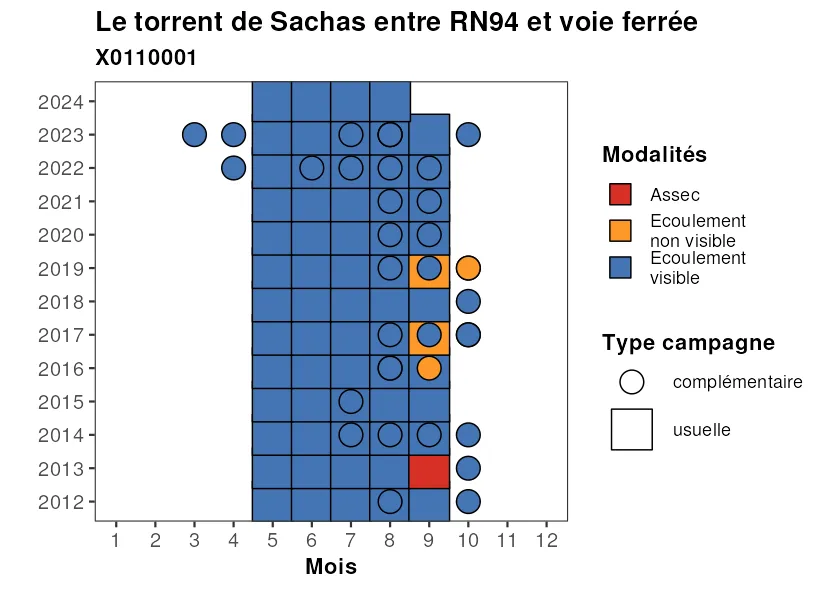 Le torrent de Sachas entre RN94 et voie ferrée
X0110001
2024
2023
2022
2021
2020
2019
2018
2017
2016
2015
2014
2013
2012
1 2 3 4 5 6 7 8 9 10 11 12
Mois
Modalités
Assec
Ecoulement
non visible
Ecoulement
visible
Type campagne
complémentaire
usuelle